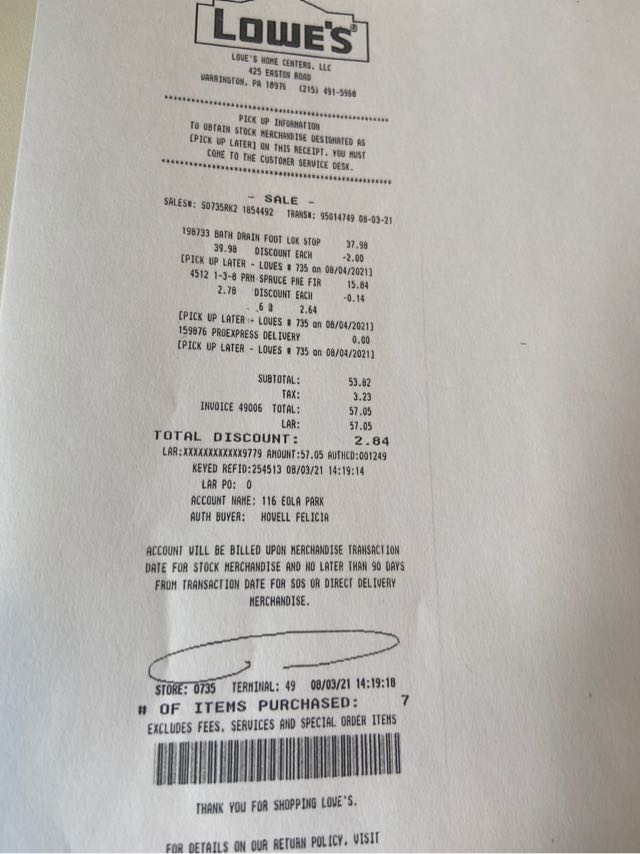 LOWE'S®
LOWE'S HOME CENTERS, LLC
425 EASTON ROAD
WARRINGTON, PA 18976 (215) 491-5968
PICK UP INFORMATION
TO OBTAIN STOCK MERCHANDISE DESIGNATED AS
[PICK UP LATER] ON THIS RECEIPT, YOU MUST
COME TO THE CUSTOMER SERVICE DESK.
- SALE -
SALES#: S0735RK2 1854492 TRANS#: 95014749 08-03-21
198733 BATH DRAIN FOOT LOK STOP 37.98
39.98 DISCOUNT EACH -2.00
[PICK UP LATER - LOWES # 735 on 08/04/2021]
4512 1-3-8 PRM SPRUCE PNE FIR 15.84
2.78 DISCOUNT EACH -0.14
6 @ 2.64
[PICK UP LATER - LOWES # 735 on 08/04/2021]
159876 PROEXPRESS DELIVERY 0.00
[PICK UP LATER - LOWES # 735 on 08/04/2021]
SUBTOTAL: 53.82
TAX: 3.23
INVOICE 49006 TOTAL: 57.05
LAR: 57.05
TOTAL DISCOUNT: 2.84
LAR:XXXXXXXXXXXX9779 AMOUNT:57.05 AUTHCD:001249
KEYED REFID:254513 08/03/21 14:19:14
LAR PO: 0
ACCOUNT NAME: 116 EOLA PARK
AUTH BUYER: HOWELL FELICIA
ACCOUNT WILL BE BILLED UPON MERCHANDISE TRANSACTION
DATE FOR STOCK MERCHANDISE AND NO LATER THAN 90 DAYS
FROM TRANSACTION DATE FOR SOS OR DIRECT DELIVERY
MERCHANDISE.
STORE: 0735 TERMINAL: 49 08/03/21 14:19:18
# OF ITEMS PURCHASED: 7
EXCLUDES FEES, SERVICES AND SPECIAL ORDER ITEMS
THANK YOU FOR SHOPPING LOWE'S.
FOR DETAILS ON OUR RETURN POLICY, VISIT